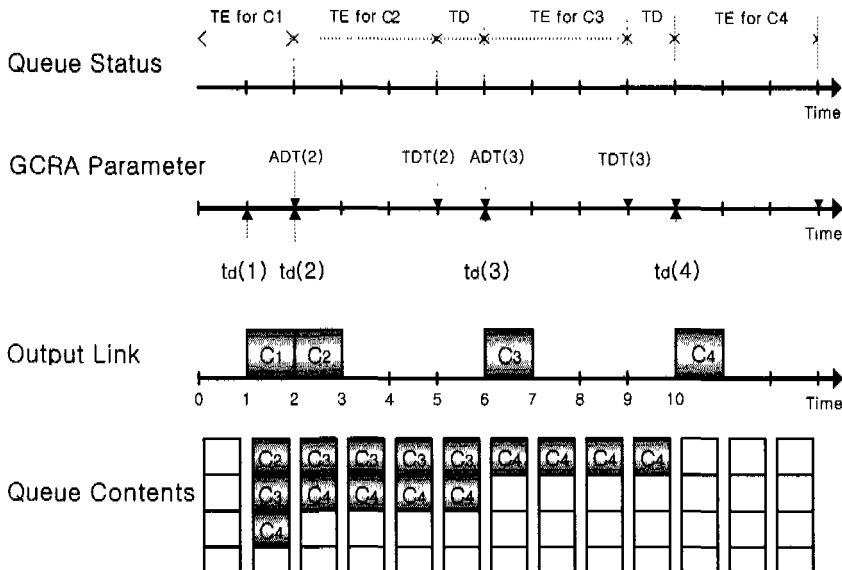 TE for C1 TE for C2 TD TE for C3 TD TE for C4
Queue Status
Time
GCRA Parameter
ADT(2) TDT(2) ADT(3) TDT(3)
Time
td(1) td(2) td(3) td(4)
Output Link
C1 C2 C3 C4
0 1 2 3 4 5 6 7 8 9 10 Time
C2 C3 C3 C3 C3 C4 C4 C4 C4
Queue Contents
C3 C4 C4 C4 C4
C4